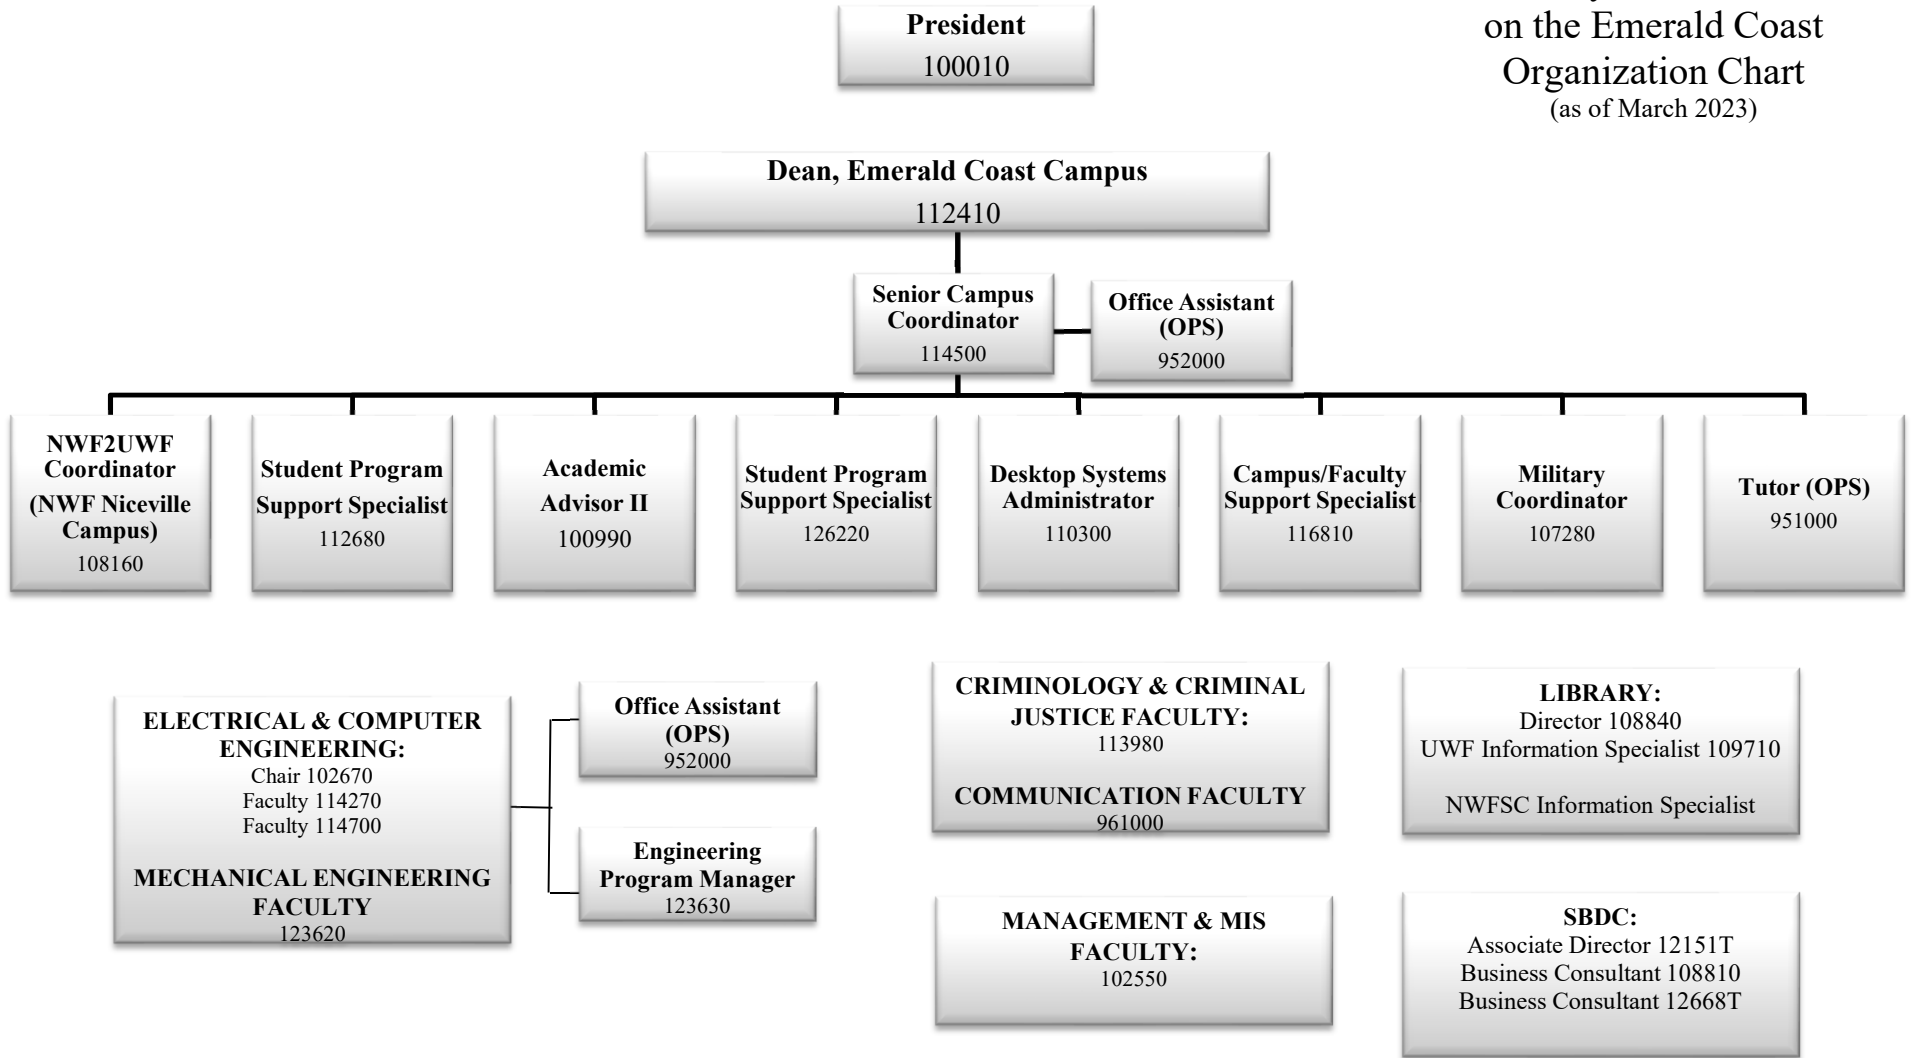 President
100010
on the Emerald Coast
Organization Chart
(as of March 2023)
Dean, Emerald Coast Campus
112410
Senior Campus
Coordinator
114500
Office Assistant
(OPS)
952000
NWF2UWF
Coordinator
(NWF Niceville
Campus)
108160
Student Program
Support Specialist
112680
Academic
Advisor II
100990
Student Program
Support Specialist
126220
Desktop Systems
Administrator
110300
Campus/Faculty
Support Specialist
116810
Military
Coordinator
107280
Tutor (OPS)
951000
ELECTRICAL & COMPUTER
ENGINEERING:
Chair 102670
Faculty 114270
Faculty 114700
MECHANICAL ENGINEERING
FACULTY
123620
Office Assistant
(OPS)
952000
Engineering
Program Manager
123630
CRIMINOLOGY & CRIMINAL
JUSTICE FACULTY:
113980
COMMUNICATION FACULTY
961000
MANAGEMENT & MIS
FACULTY:
102550
LIBRARY:
Director 108840
UWF Information Specialist 109710
NWFSC Information Specialist
SBDC:
Associate Director 12151T
Business Consultant 108810
Business Consultant 12668T